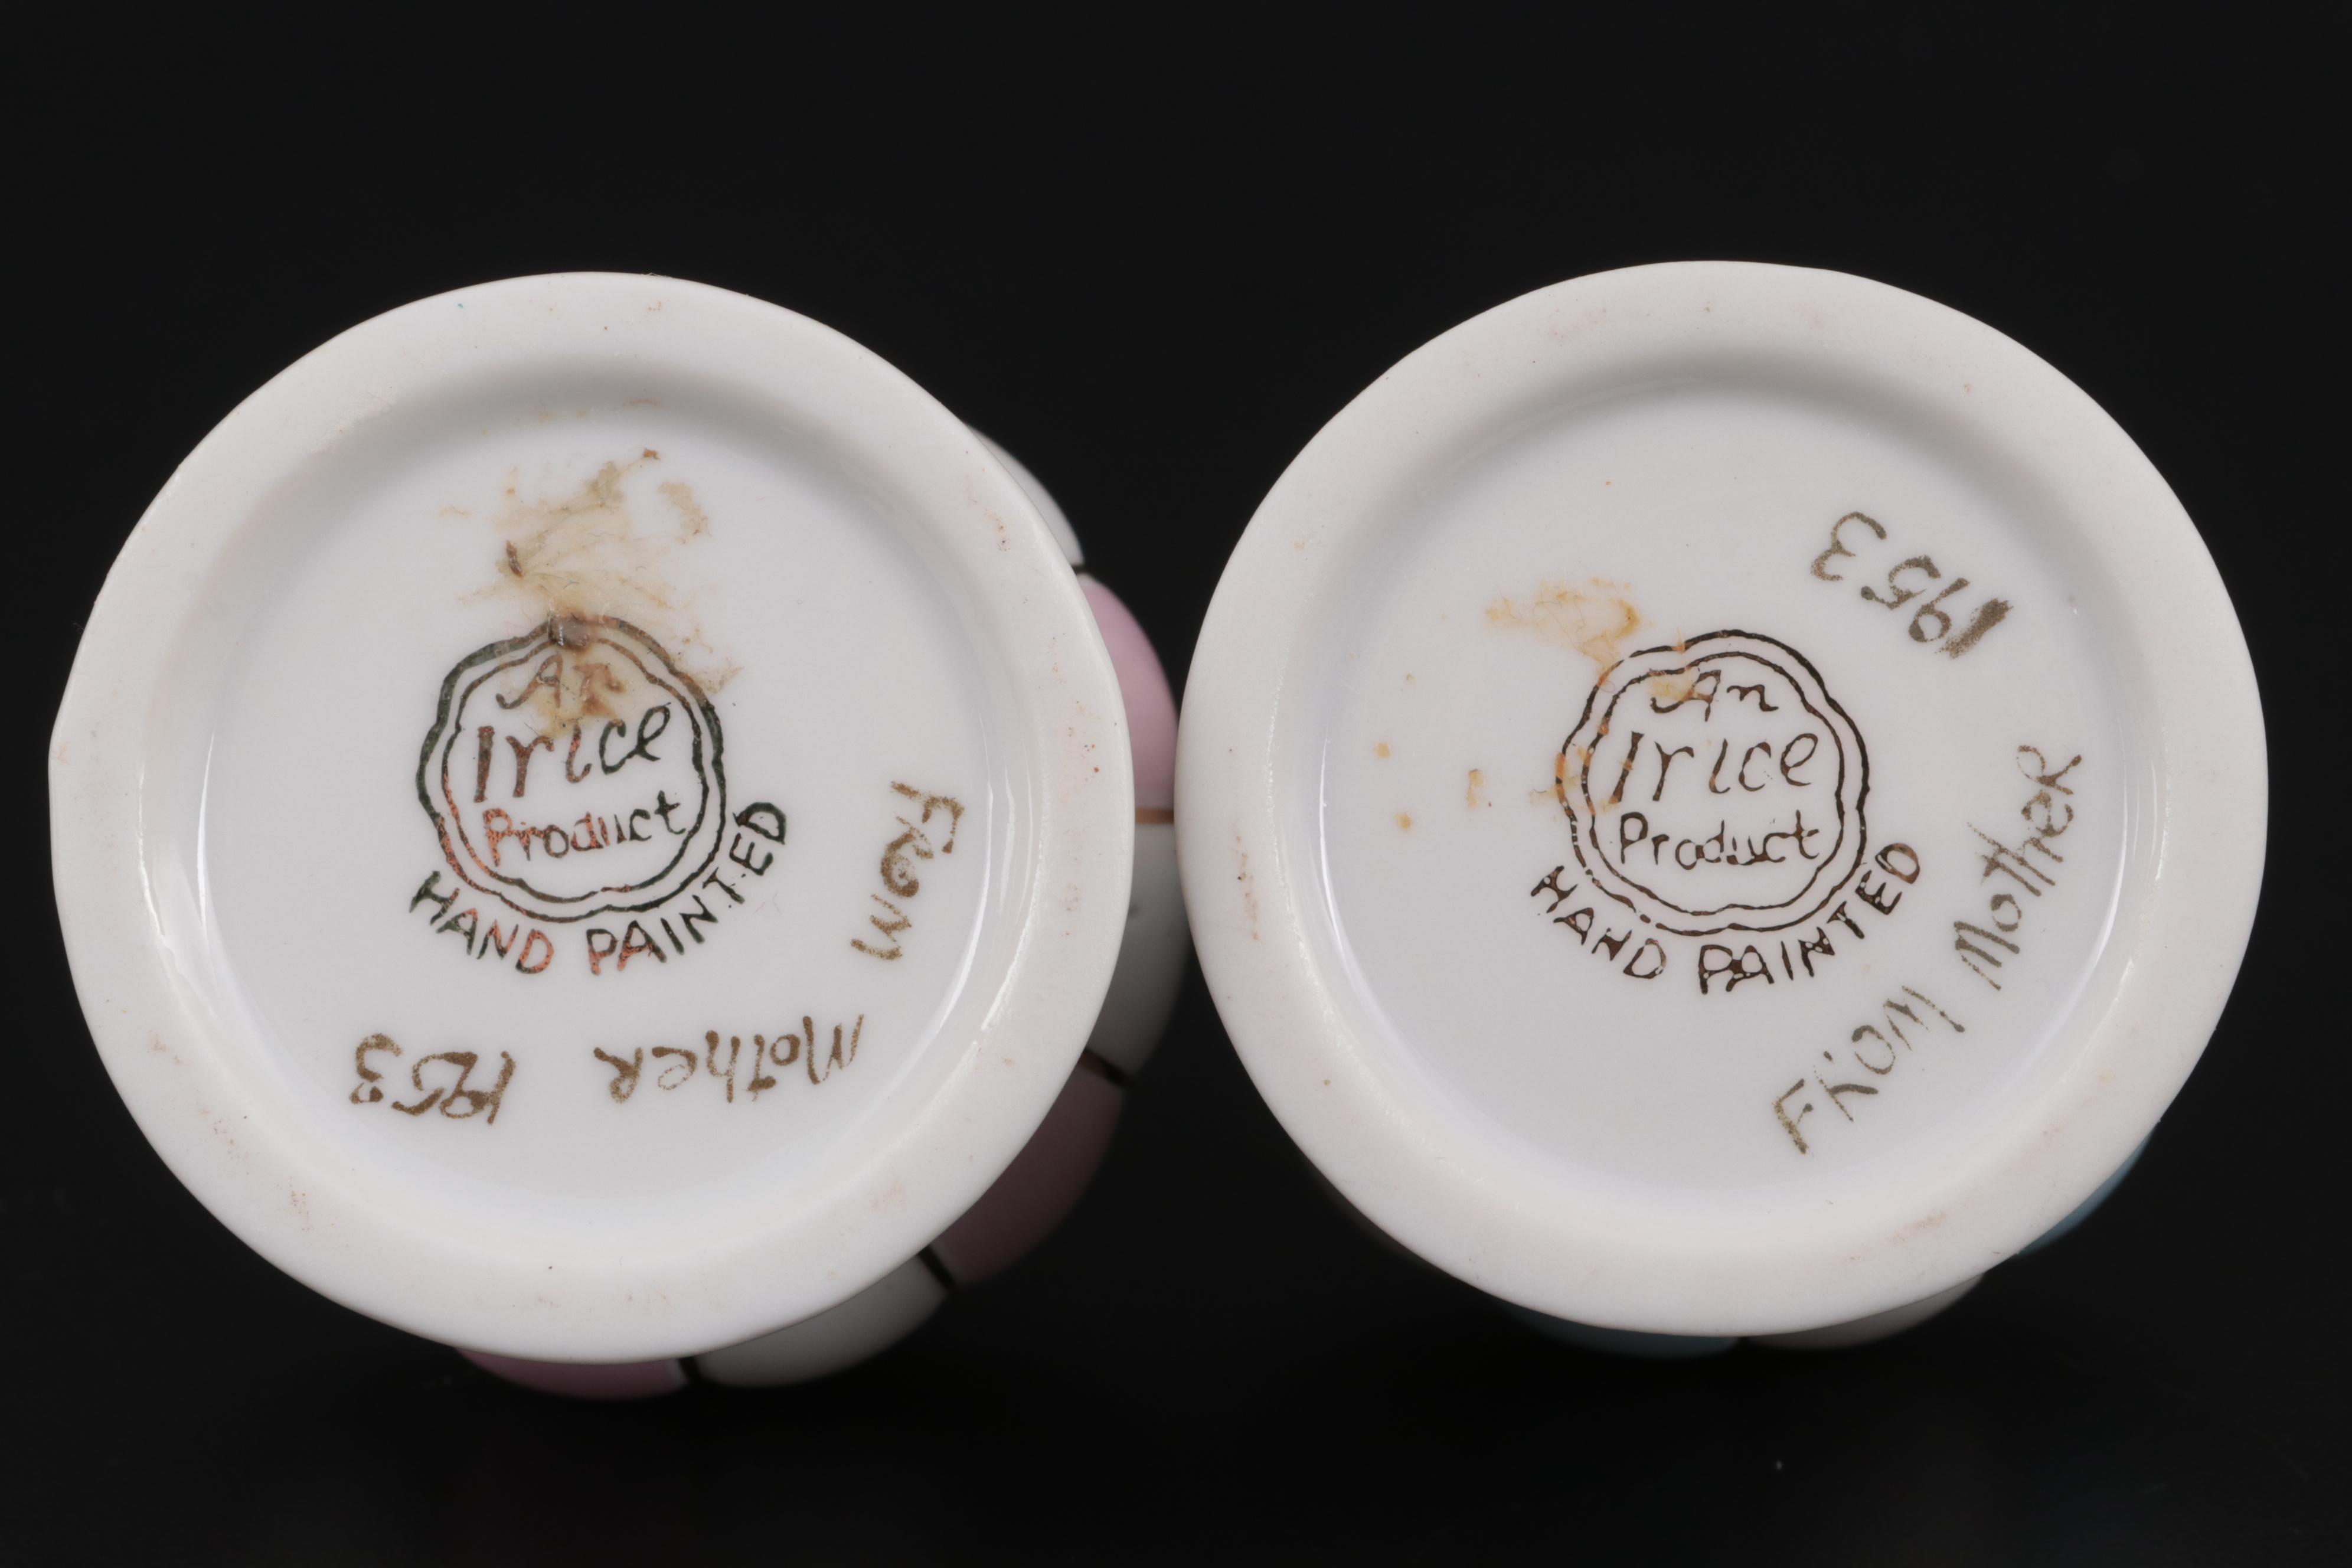 An
Irice
Product
HAND PAINTED
FROM MotHER 1953
An
Irice
Product
HAND PAINTED
FROM MotHER
1953